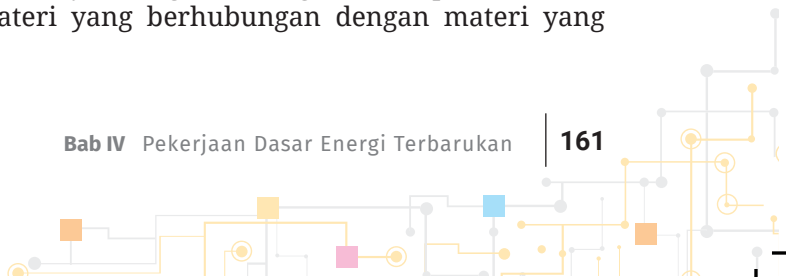 ateri yang berhubungan dengan materi yang
Bab IV Pekerjaan Dasar Energi Terbarukan 161